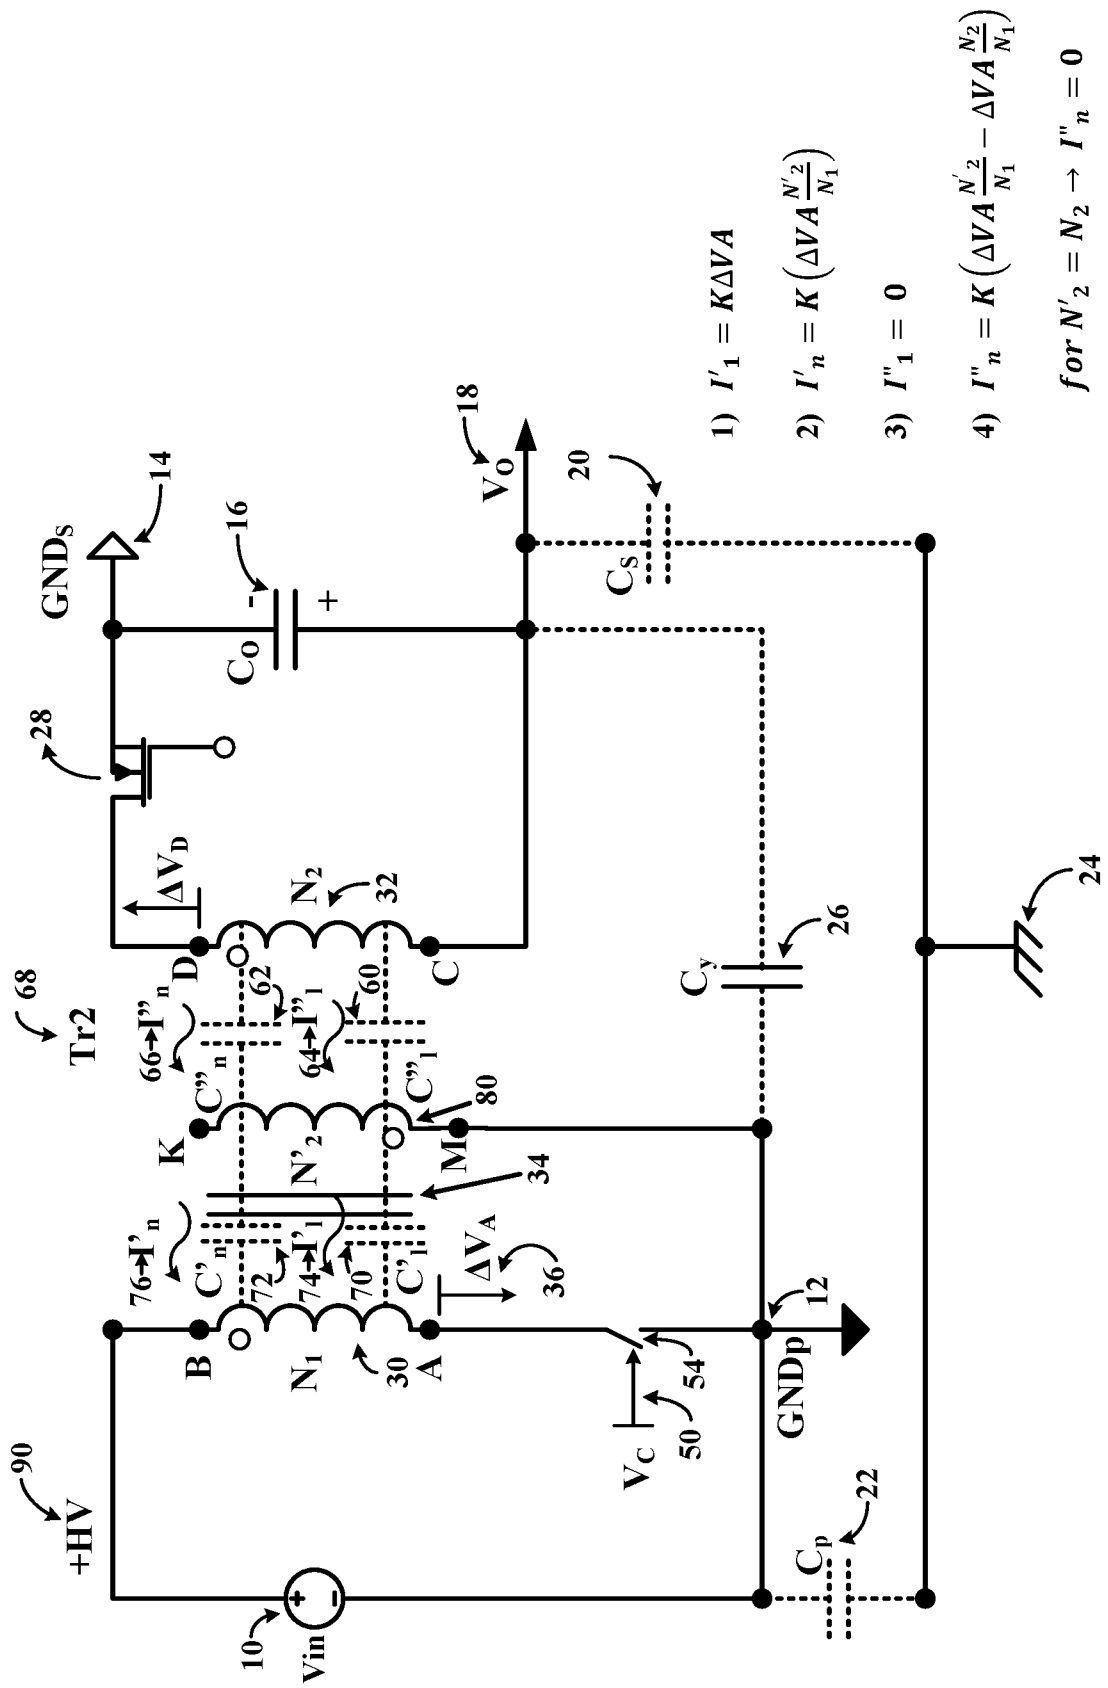 90
+HV
10
Vin
B
N1
30
A
VC
50
54
GNDp
12
Cp
22
76→I'n
C'n
72
74→I'1
70
C'1
ΔVA
36
34
K
N'2
M
80
68
Tr2
66→I"n
C"n
62
64→I"1
60
C"1
D
ΔVD
N2
32
C
28
GNDS
14
CO
16
-
+
VO
18
CS
20
Cy
26
24
1) I'1 = KΔVA
2) I'n = K(ΔVA N'2/N1)
3) I"1 = 0
4) I"n = K(ΔVA N'2/N1 − ΔVA N2/N1)
for N'2 = N2 → I"n = 0